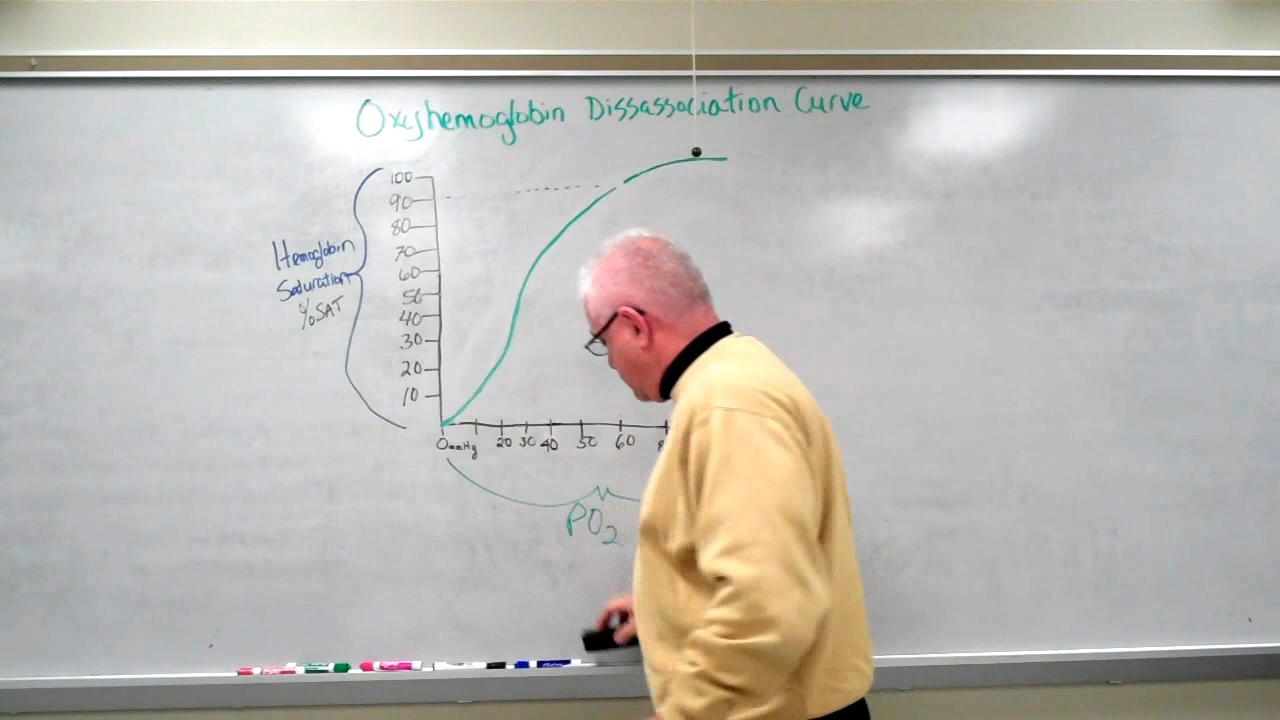 Oxyhemoglobin Dissassociation Curve
100
90
80
70
60
50
40
30
20
10
Hemoglobin
Saturation
% SAT
0mmHg 20 30 40 50 60 8
PO2